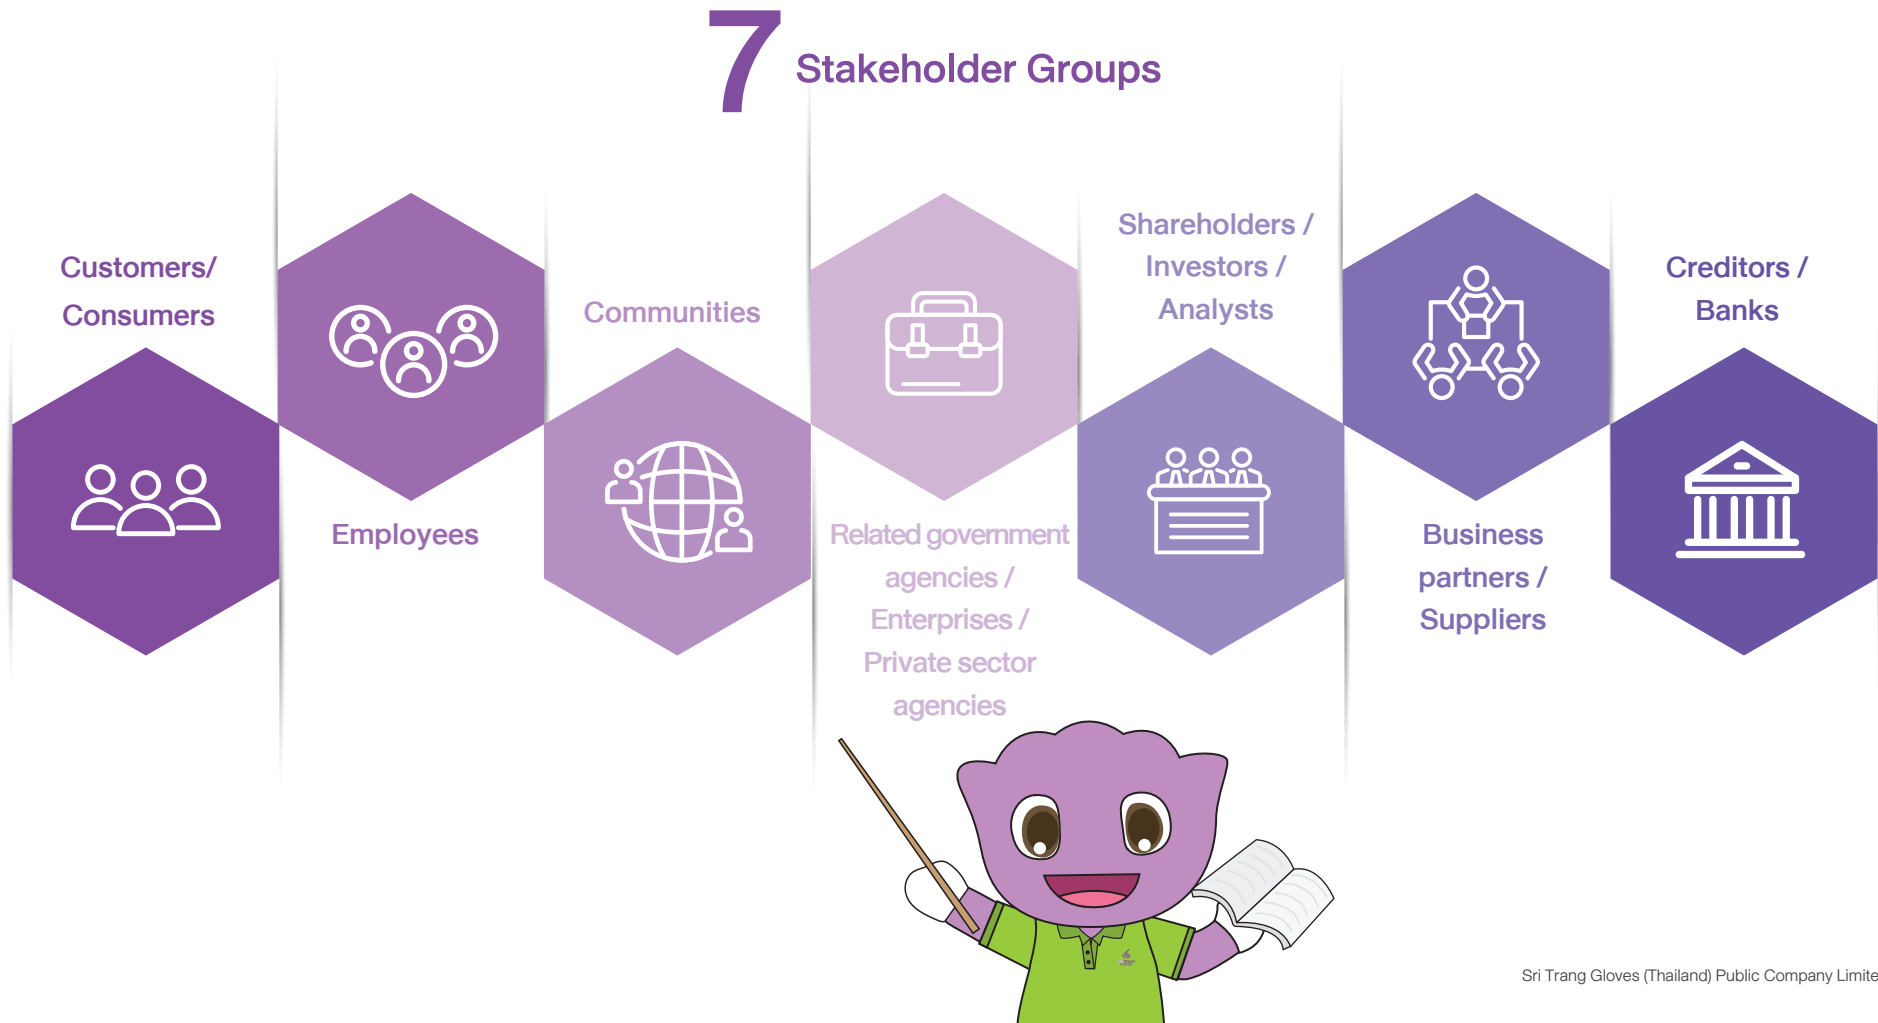 7 Stakeholder Groups
Customers/
Consumers
Employees
Communities
Related government
agencies /
Enterprises /
Private sector
agencies
Shareholders /
Investors /
Analysts
Business
partners /
Suppliers
Creditors /
Banks
Sri Trang Gloves (Thailand) Public Company Limite